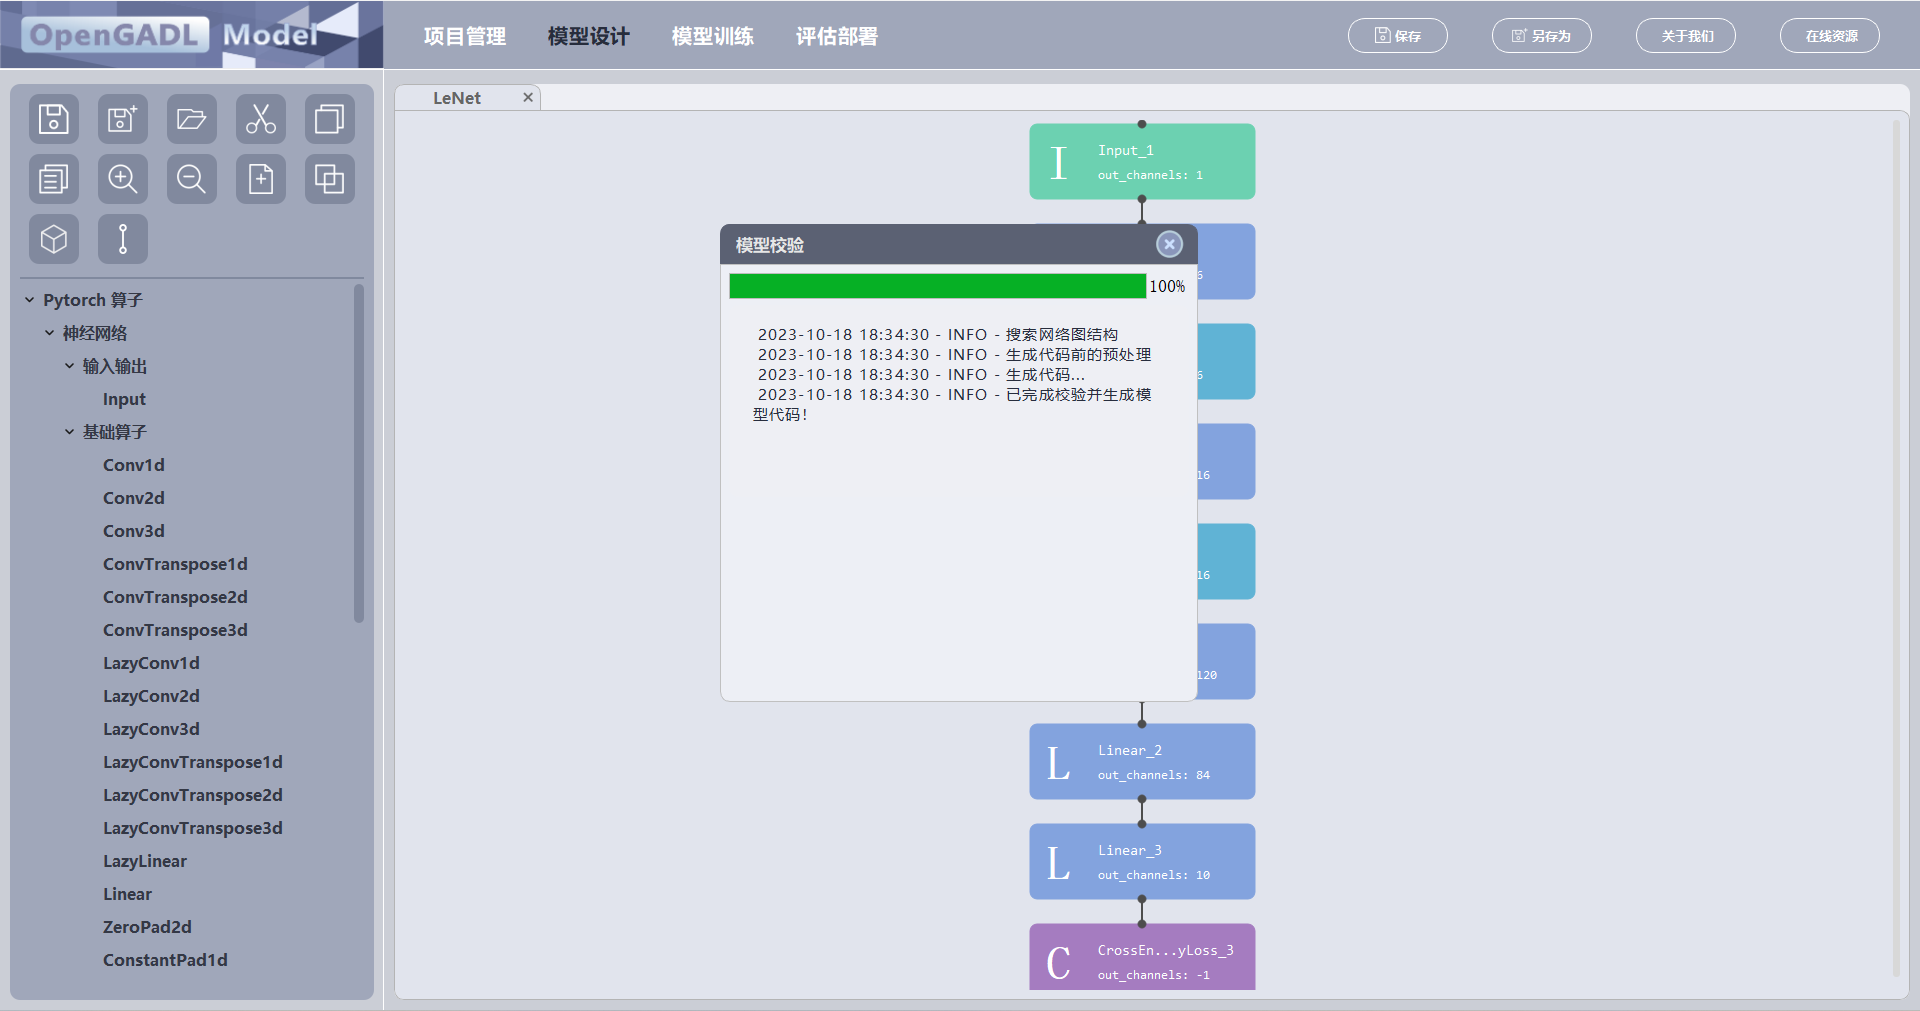 OpenGADL Model
项目管理 模型设计 模型训练 评估部署
保存 另存为 关于我们 在线资源
LeNet
Pytorch 算子
神经网络
输入输出
Input
基础算子
Conv1d
Conv2d
Conv3d
ConvTranspose1d
ConvTranspose2d
ConvTranspose3d
LazyConv1d
LazyConv2d
LazyConv3d
LazyConvTranspose1d
LazyConvTranspose2d
LazyConvTranspose3d
LazyLinear
Linear
ZeroPad2d
ConstantPad1d
I
Input_1
out_channels: 1
模型校验
100%
2023-10-18 18:34:30 - INFO - 搜索网络图结构
2023-10-18 18:34:30 - INFO - 生成代码前的预处理
2023-10-18 18:34:30 - INFO - 生成代码...
2023-10-18 18:34:30 - INFO - 已完成校验并生成模
型代码!
6
6
16
16
120
L
Linear_2
out_channels: 84
L
Linear_3
out_channels: 10
C
CrossEn...yLoss_3
out_channels: -1